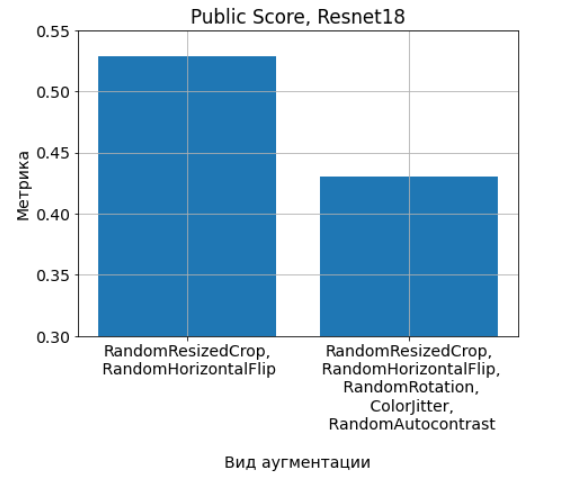 Public Score, Resnet18
0.55
0.50
0.45
0.40
0.35
0.30
Метрика
RandomResizedCrop,
RandomHorizontalFlip
RandomResizedCrop,
RandomHorizontalFlip,
RandomRotation,
ColorJitter,
RandomAutocontrast
Вид аугментации